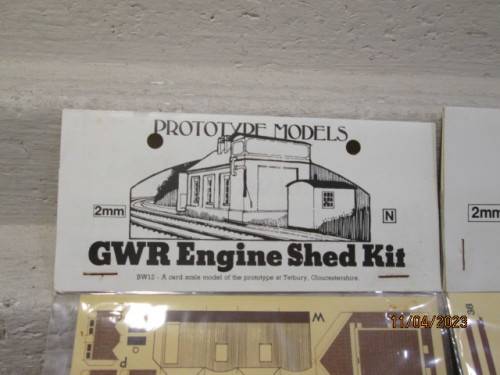 PROTOTYPE MODELS
2mm
N
GWR Engine Shed Kit
BW12 - A card scale model of the prototype at Tetbury, Gloucestershire.
2mm
11/04/2023
W
d
38